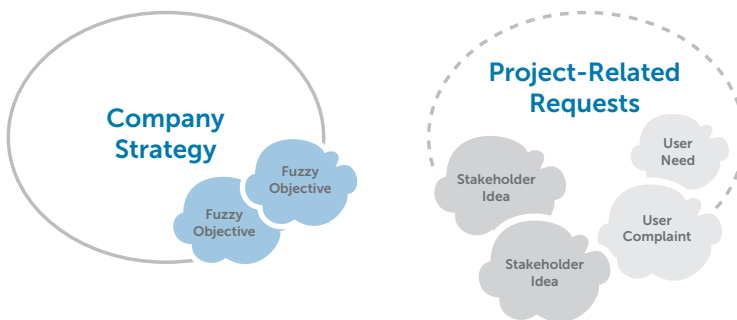 Company
Strategy
Fuzzy
Objective
Fuzzy
Objective
Project-Related
Requests
User
Need
Stakeholder
Idea
User
Complaint
Stakeholder
Idea